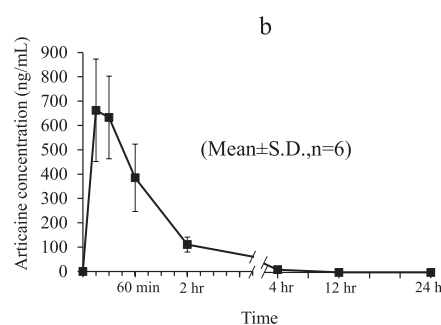 b
Articaine concentration (ng/mL)
900
800
700
600
500
400
300
200
100
0
(Mean±S.D.,n=6)
60 min 2 hr 4 hr 12 hr 24 h
Time